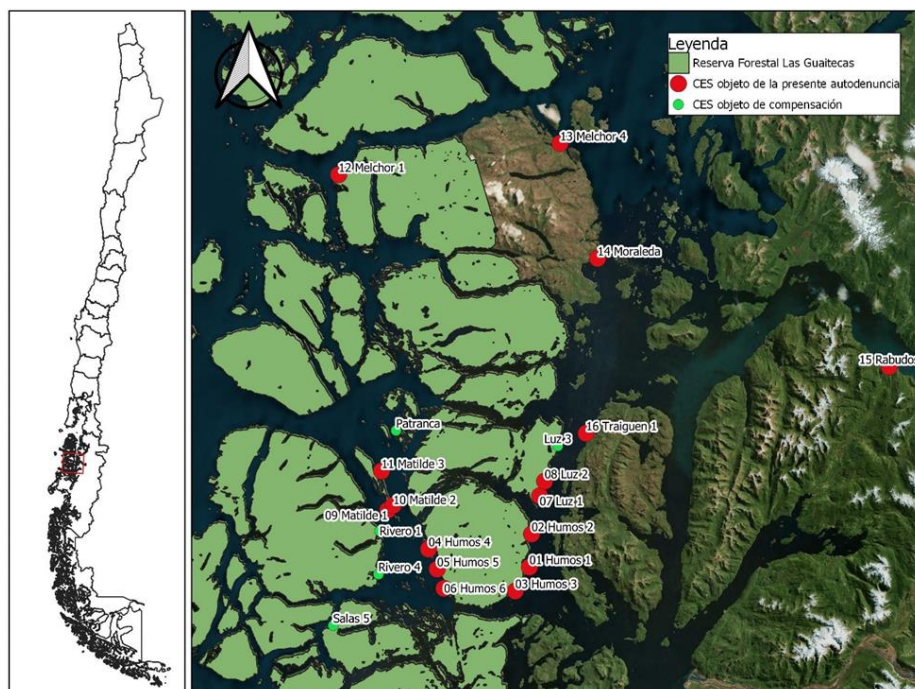 Leyenda
Reserva Forestal Las Guaitecas
CES objeto de la presente autodenuncia
CES objeto de compensación
13 Melchor 4
12 Melchor 1
14 Moraleda
15 Rabudos
Patranca
16 Traiguen 1
Luz 3
11 Matilde 3
08 Luz 2
07 Luz 1
10 Matilde 2
09 Matilde 1
Rivero 1
02 Humos 2
04 Humos 4
01 Humos 1
05 Humos 5
Rivero 4
06 Humos 6
03 Humos 3
Salas 5